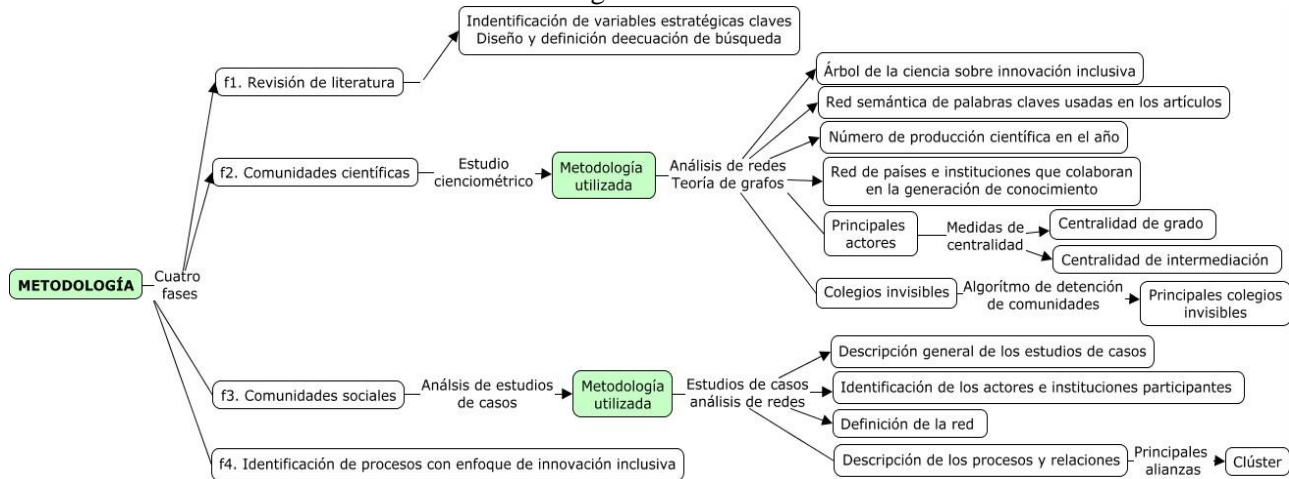 Indentificación de variables estratégicas claves
Diseño y definición deecuación de búsqueda
f1. Revisión de literatura
Árbol de la ciencia sobre innovación inclusiva
Red semántica de palabras claves usadas en los artículos
Número de producción científica en el año
f2. Comunidades científicas
Estudio
cienciométrico
Metodología
utilizada
Análisis de redes
Teoría de grafos
Red de países e instituciones que colaboran
en la generación de conocimiento
Principales
actores
Medidas de
centralidad
Centralidad de grado
Centralidad de intermediación
METODOLOGÍA
Cuatro
fases
Colegios invisibles
Algorítmo de detención
de comunidades
Principales colegios
invisibles
f3. Comunidades sociales
Análsis de estudios
de casos
Metodología
utilizada
Estudios de casos
análisis de redes
Descripción general de los estudios de casos
Identificación de los actores e instituciones participantes
Definición de la red
Descripción de los procesos y relaciones
Principales
alianzas
Clúster
f4. Identificación de procesos con enfoque de innovación inclusiva